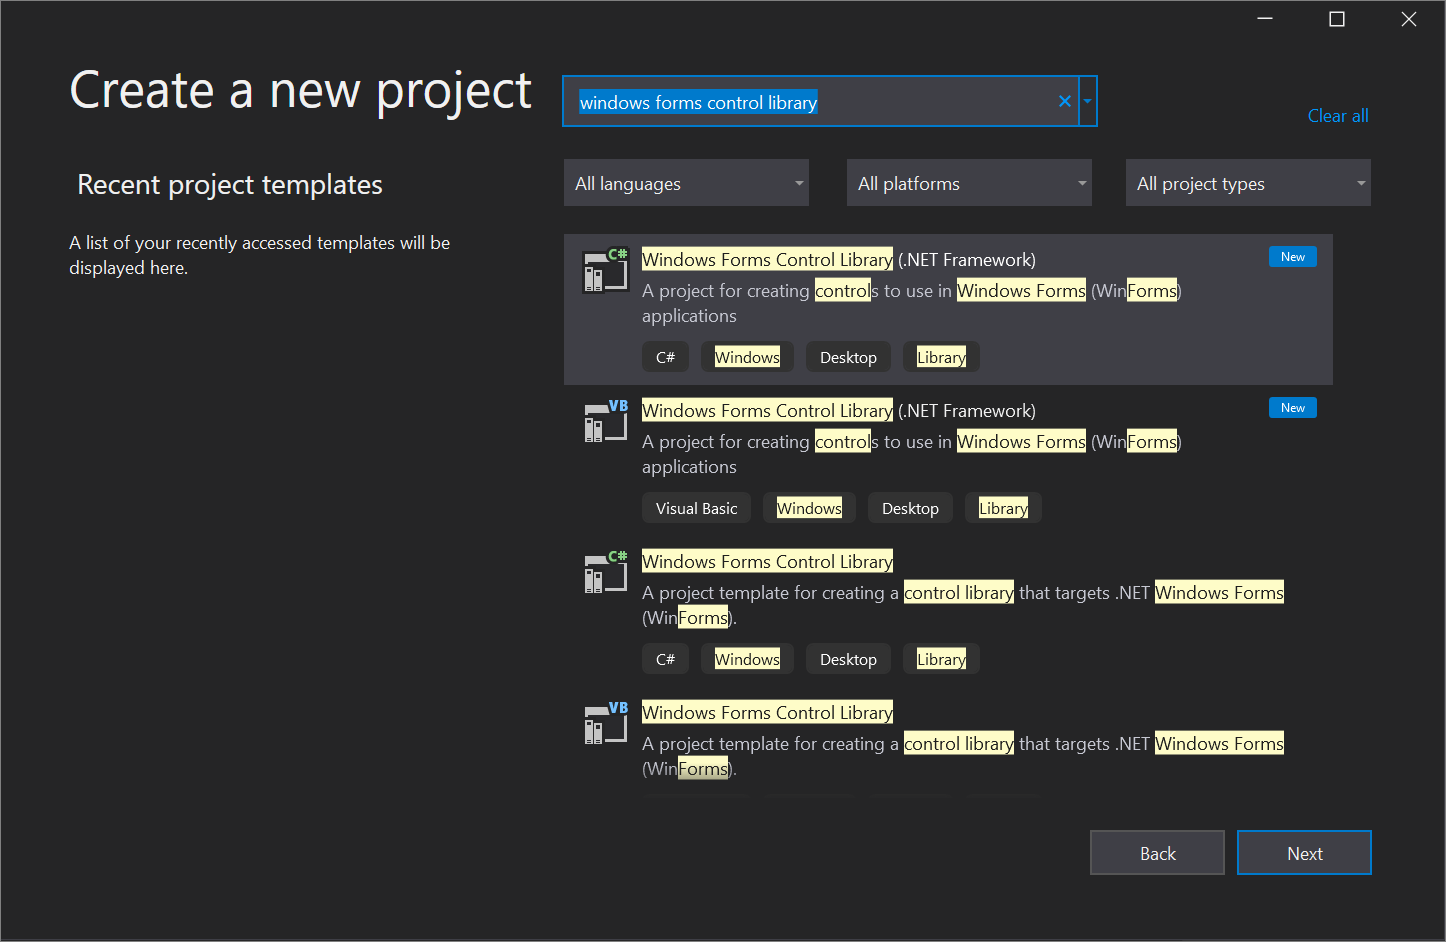 Create a new project
windows forms control library
Clear all
Recent project templates
All languages
All platforms
All project types
A list of your recently accessed templates will be
displayed here.
C#
Windows Forms Control Library (.NET Framework)
New
A project for creating controls to use in Windows Forms (WinForms)
applications
C# Windows Desktop Library
VB
Windows Forms Control Library (.NET Framework)
New
A project for creating controls to use in Windows Forms (WinForms)
applications
Visual Basic Windows Desktop Library
C#
Windows Forms Control Library
A project template for creating a control library that targets .NET Windows Forms
(WinForms).
C# Windows Desktop Library
VB
Windows Forms Control Library
A project template for creating a control library that targets .NET Windows Forms
(WinForms).
Back
Next